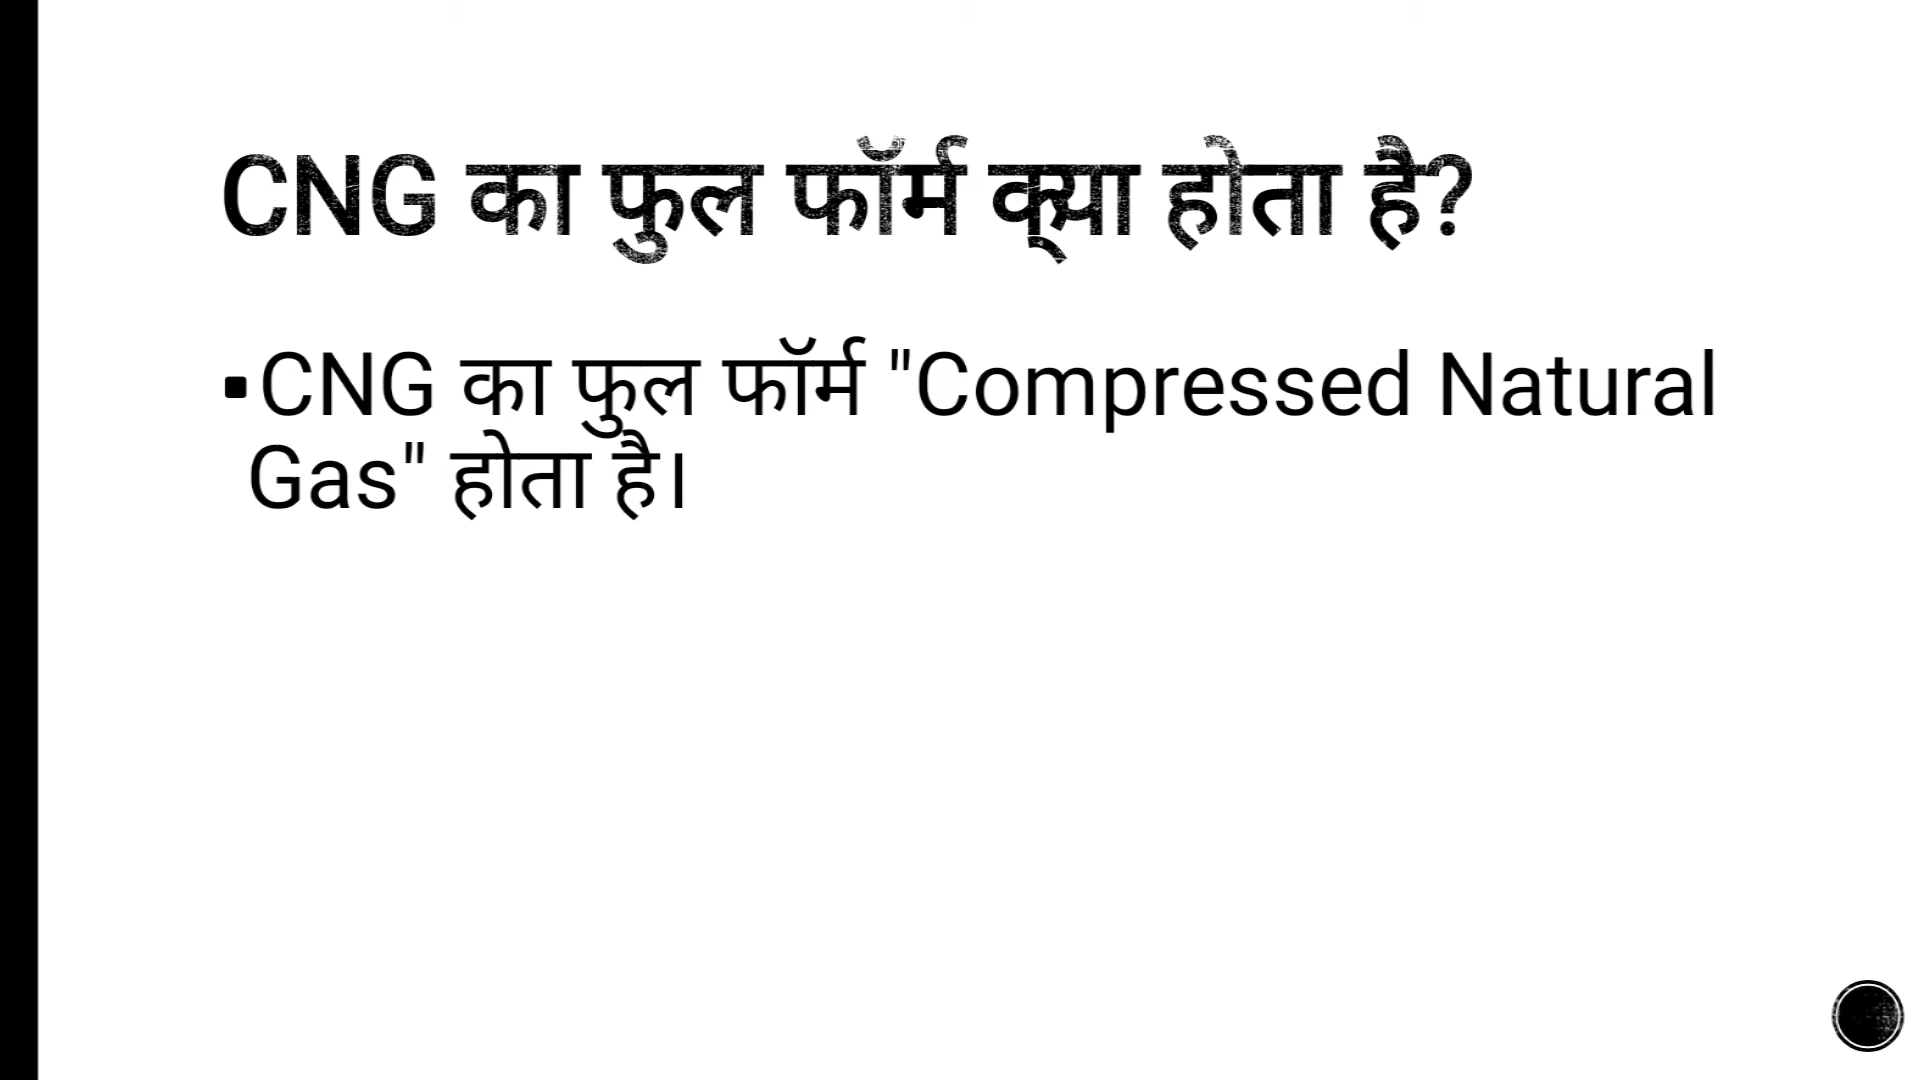 CNG का फुल फॉर्म क्या होता है?
▪CNG का फुल फॉर्म "Compressed Natural
Gas" होता है।